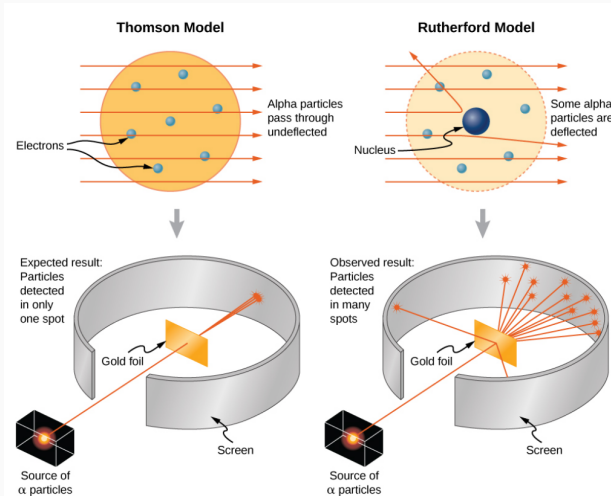 Thomson Model
Electrons
Alpha particles
pass through
undeflected
Expected result:
Particles
detected
in only
one spot
Gold foil
Screen
Source of
α particles
Rutherford Model
Nucleus
Some alpha
particles are
deflected
Observed result:
Particles
detected
in many
spots
Gold foil
Screen
Source of
α particles